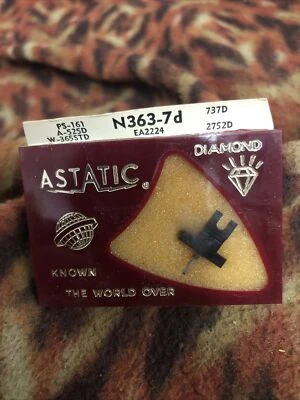 PS-161
A-525D
W-365STD
N363-7d
EA2224
737D
2752D
DIAMOND
ASTATIC
KNOWN
THE WORLD OVER